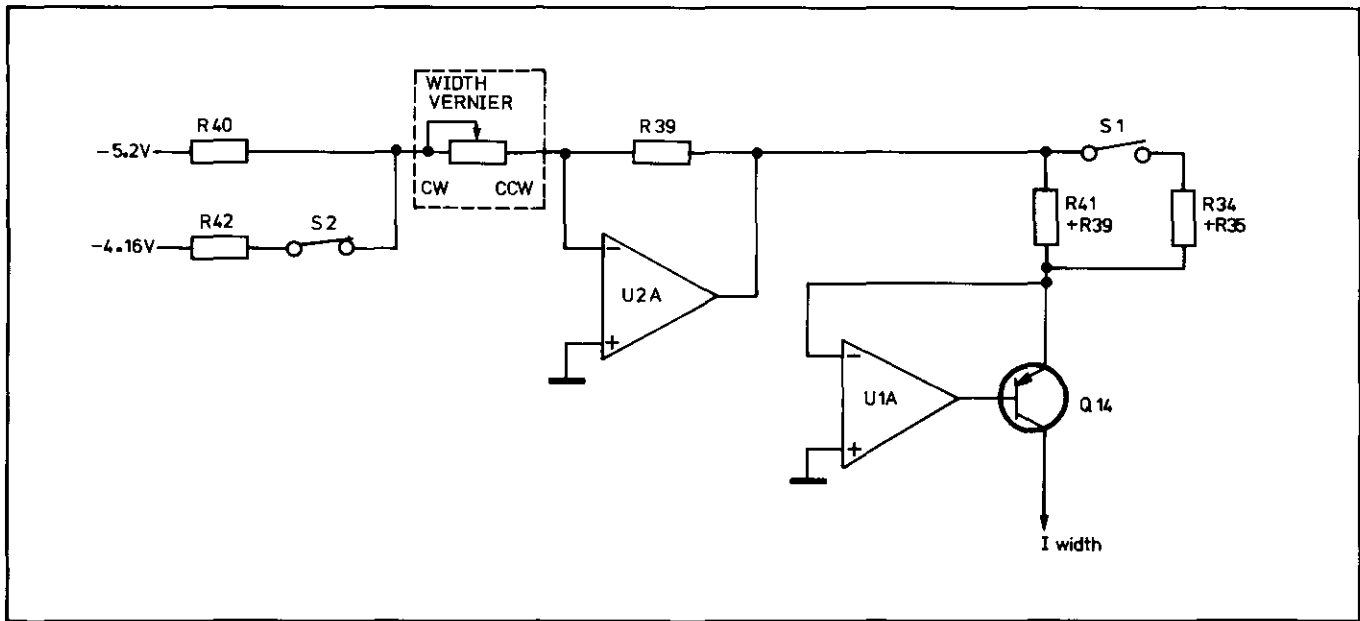 WIDTH
VERNIER
R40
R39
S1
-5.2V
CW
CCW
R41
+R39
R34
+R35
R42
S2
-4.16V
-
U2A
+
-
U1A
+
Q14
I width